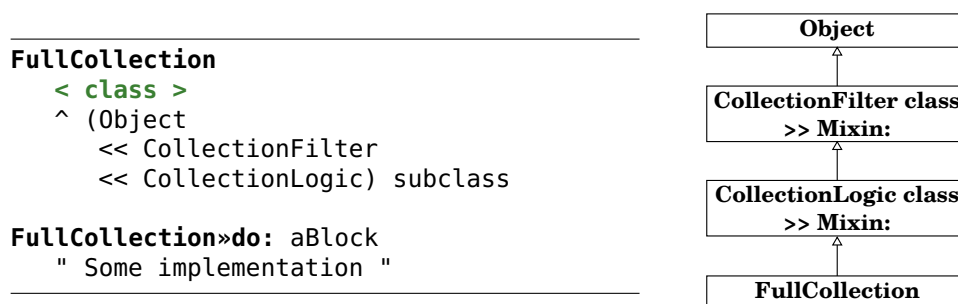 FullCollection
< class >
^ (Object
<< CollectionFilter
<< CollectionLogic) subclass
FullCollection»do: aBlock
" Some implementation "
Object
CollectionFilter class
>> Mixin:
CollectionLogic class
>> Mixin:
FullCollection